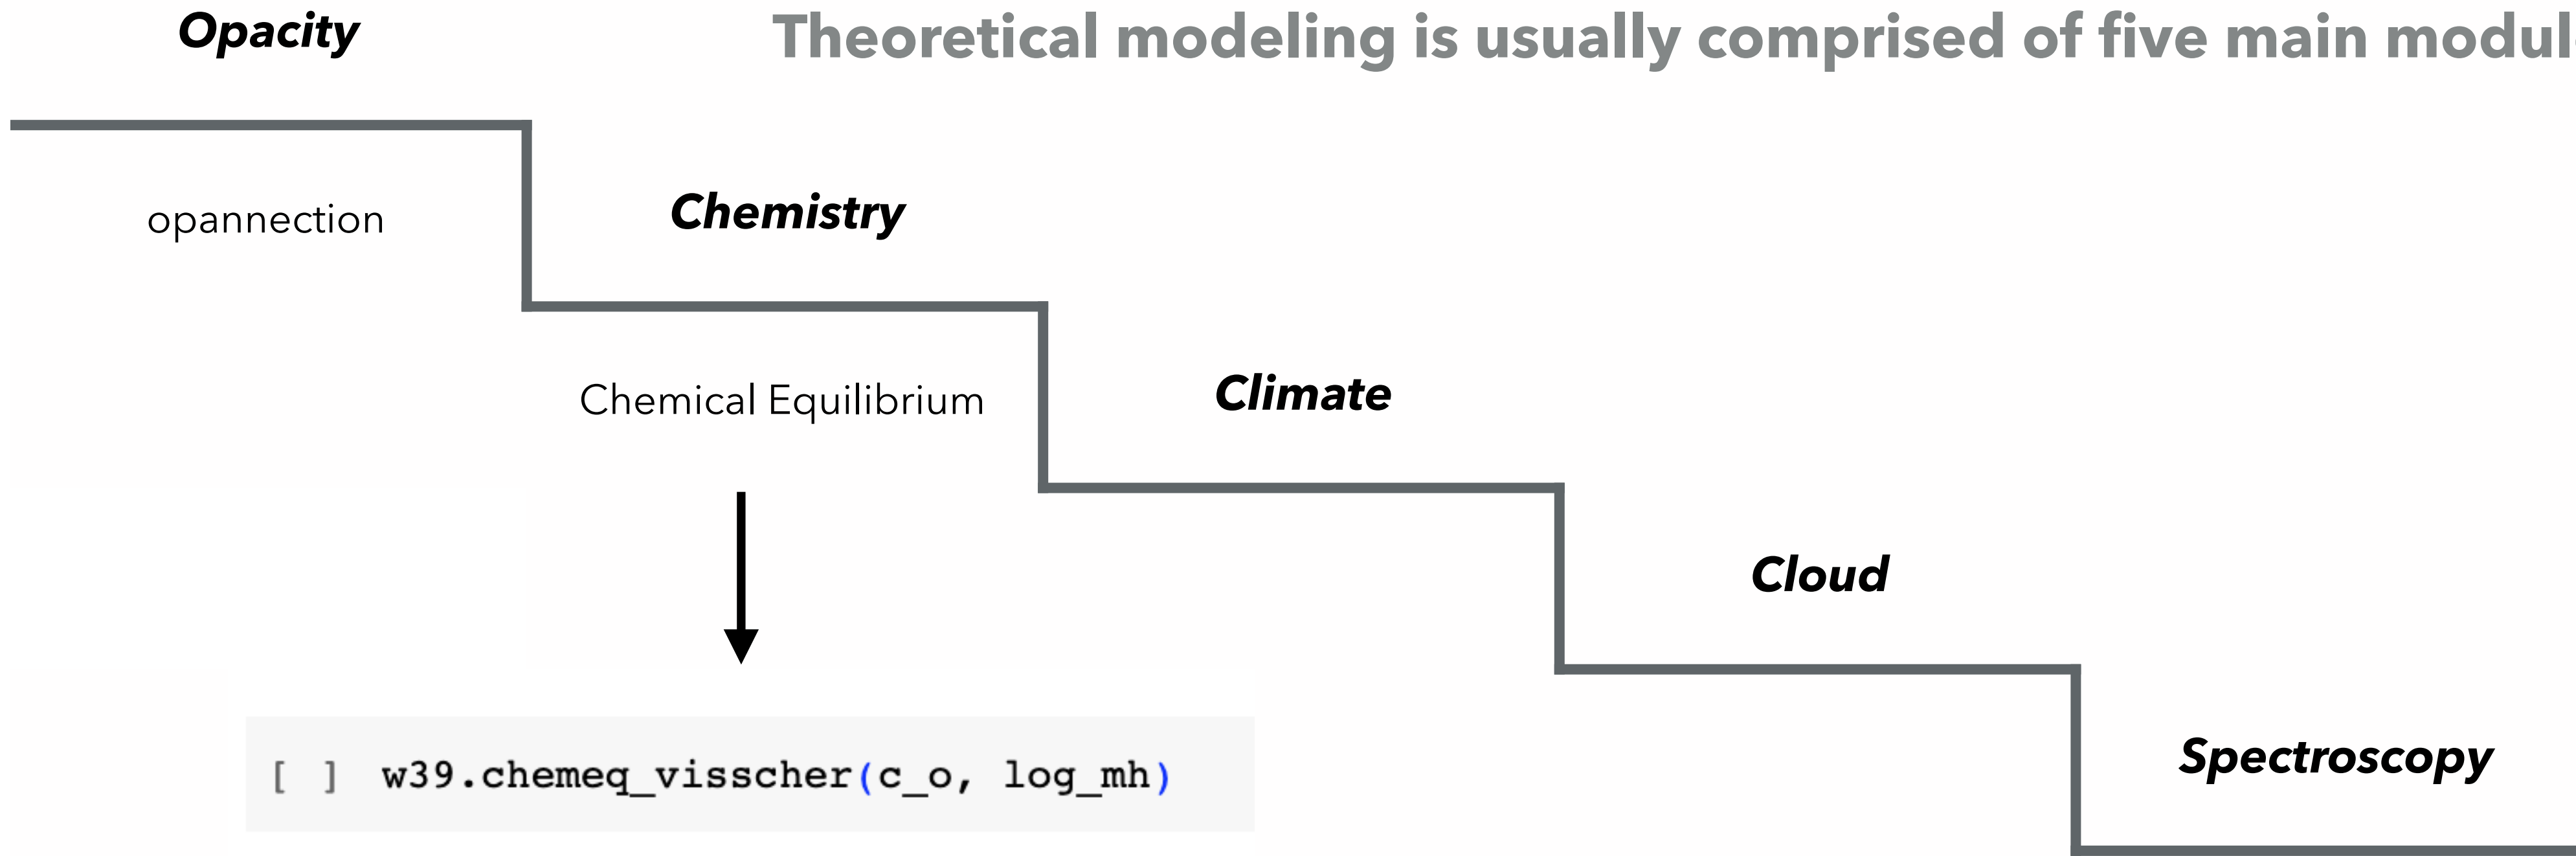 Opacity
Theoretical modeling is usually comprised of five main modul
opannection
Chemistry
Chemical Equilibrium
Climate
Cloud
Spectroscopy
[ ] w39.chemeq_visscher(c_o, log_mh)